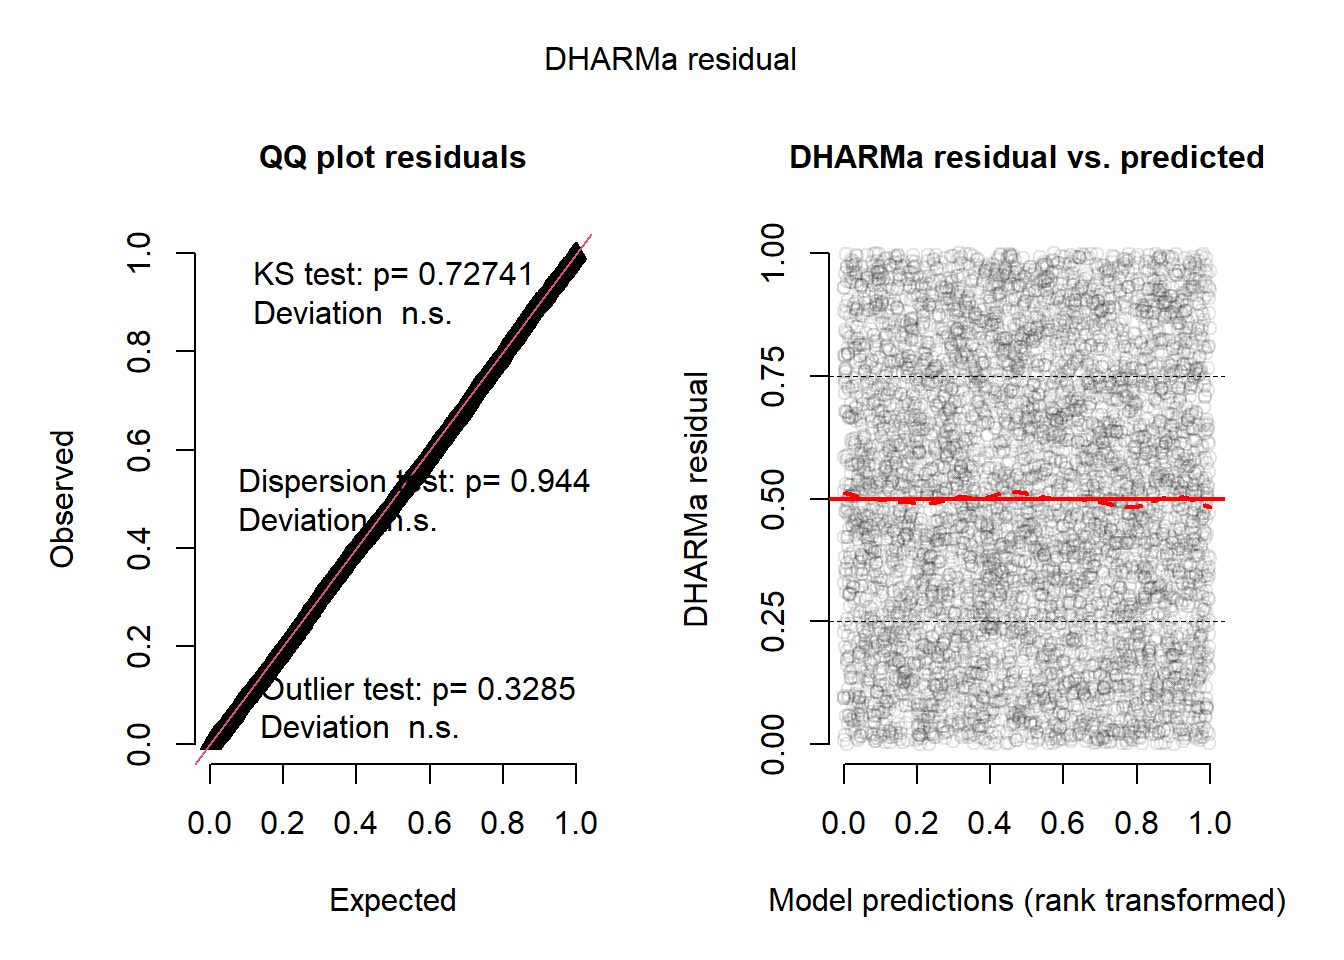 DHARMa residual
QQ plot residuals
KS test: p= 0.72741
Deviation  n.s.
Dispersion test: p= 0.944
Deviation  n.s.
Outlier test: p= 0.3285
Deviation  n.s.
Observed
0.0 0.2 0.4 0.6 0.8 1.0
0.0 0.2 0.4 0.6 0.8 1.0
Expected
DHARMa residual vs. predicted
DHARMa residual
0.00 0.25 0.50 0.75 1.00
0.0 0.2 0.4 0.6 0.8 1.0
Model predictions (rank transformed)